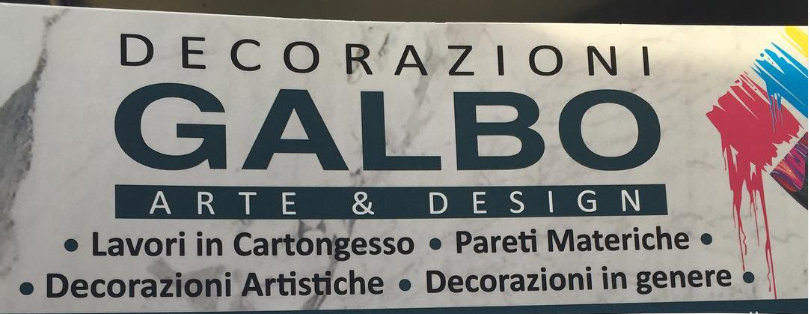 DECORAZIONI
GALBO
ARTE & DESIGN
• Lavori in Cartongesso • Pareti Materiche •
• Decorazioni Artistiche • Decorazioni in genere •